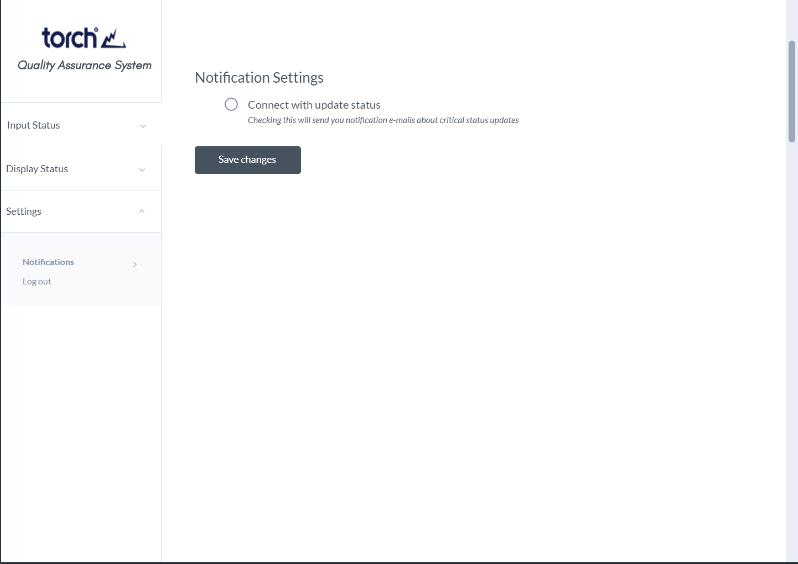 torch
Quality Assurance System
Input Status
Display Status
Settings
Notifications
Log out
Notification Settings
Connect with update status
Checking this will send you notification e-mails about critical status updates
Save changes